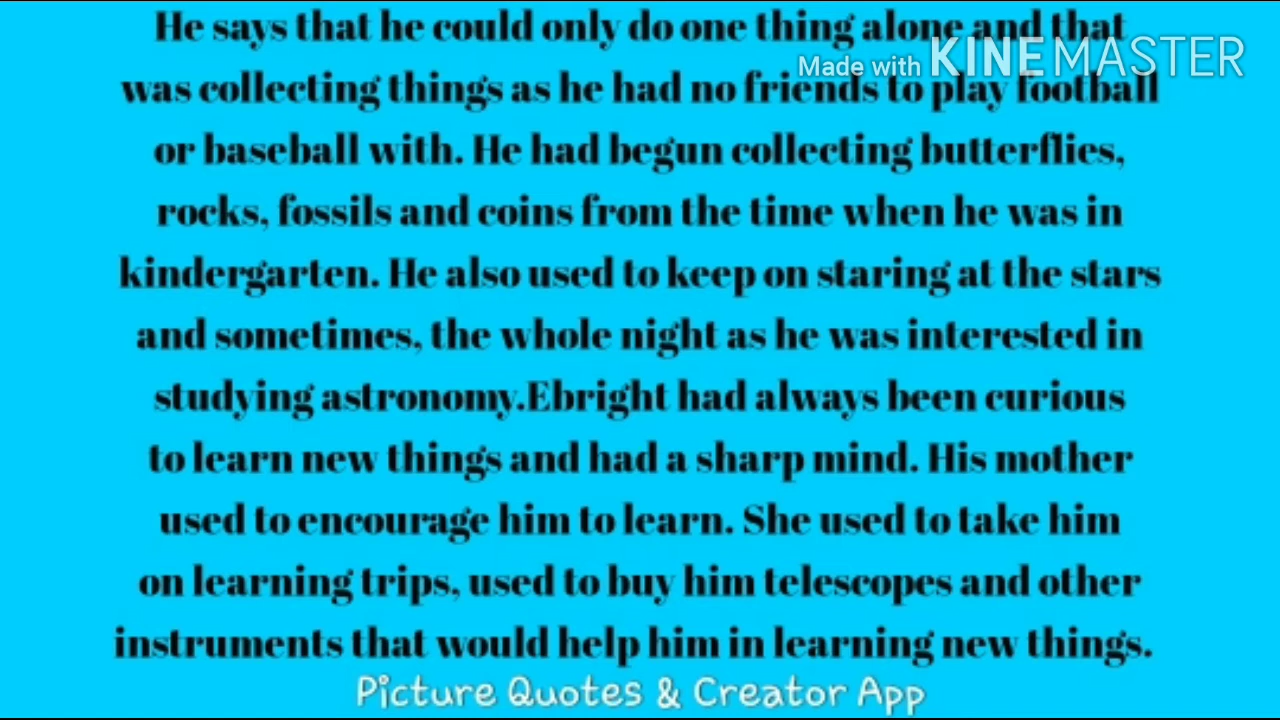 He says that he could only do one thing alone and that
Made with KINEMASTER
was collecting things as he had no friends to play football
or baseball with. He had begun collecting butterflies,
rocks, fossils and coins from the time when he was in
kindergarten. He also used to keep on staring at the stars
and sometimes, the whole night as he was interested in
studying astronomy.Ebright had always been curious
to learn new things and had a sharp mind. His mother
used to encourage him to learn. She used to take him
on learning trips, used to buy him telescopes and other
instruments that would help him in learning new things.
Picture Quotes & Creator App